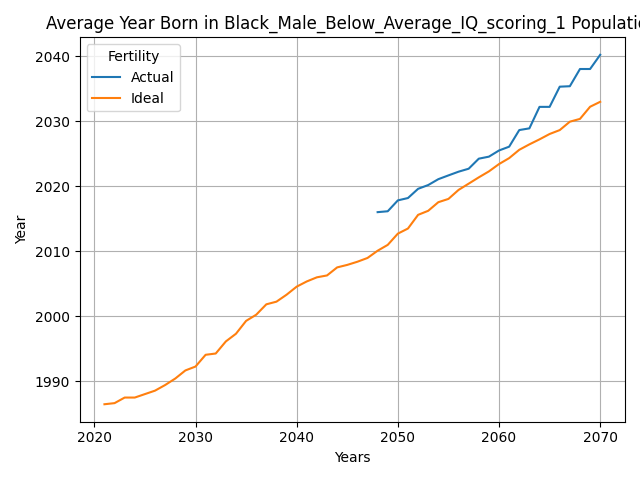 Average Year Born in Black_Male_Below_Average_IQ_scoring_1 Populatio
Fertility
Actual
Ideal
2040
2030
2020
2010
2000
1990
Year
2020 2030 2040 2050 2060 2070
Years